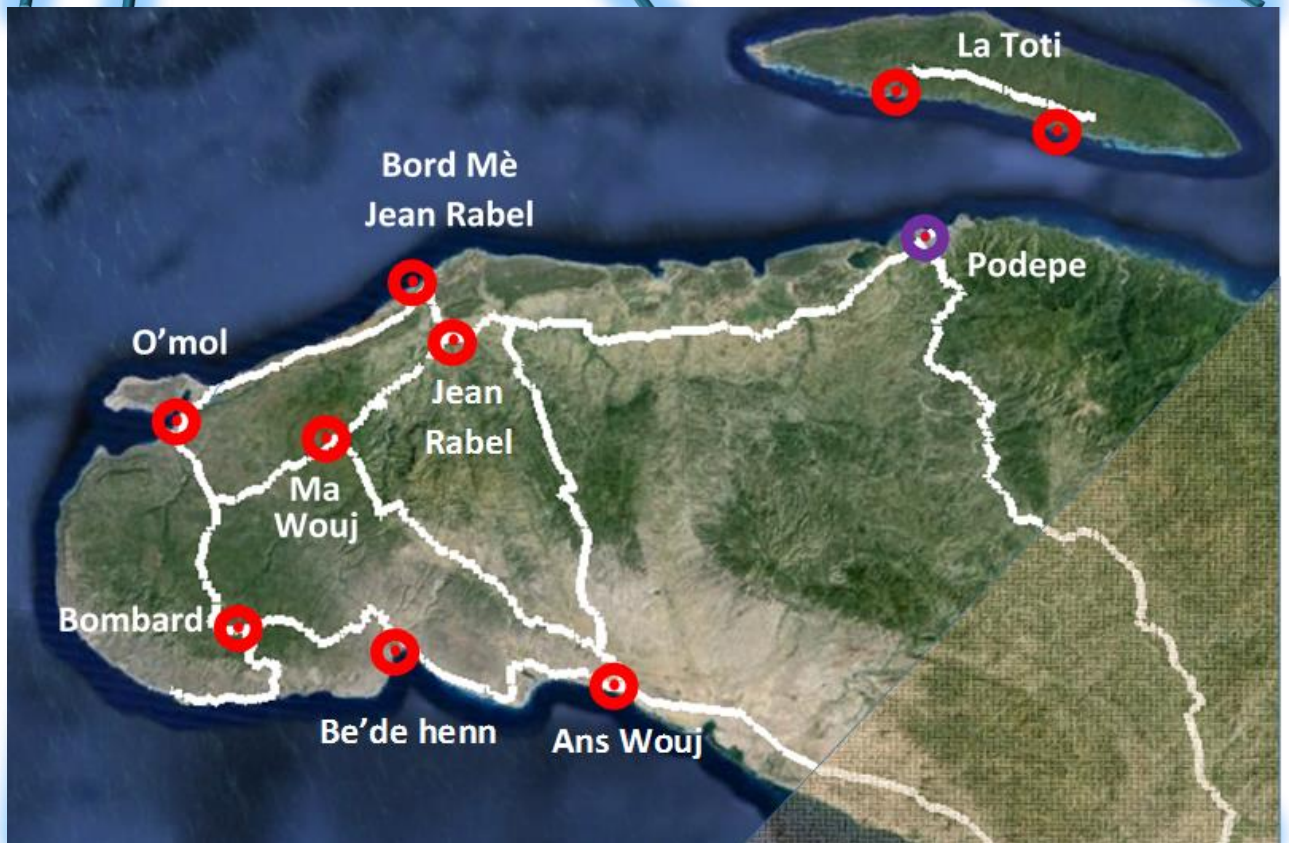 La Toti
Bord Mè
Jean Rabel
Podepe
O'mol
Jean
Rabel
Ma
Wouj
Bombard
Be'de henn
Ans Wouj